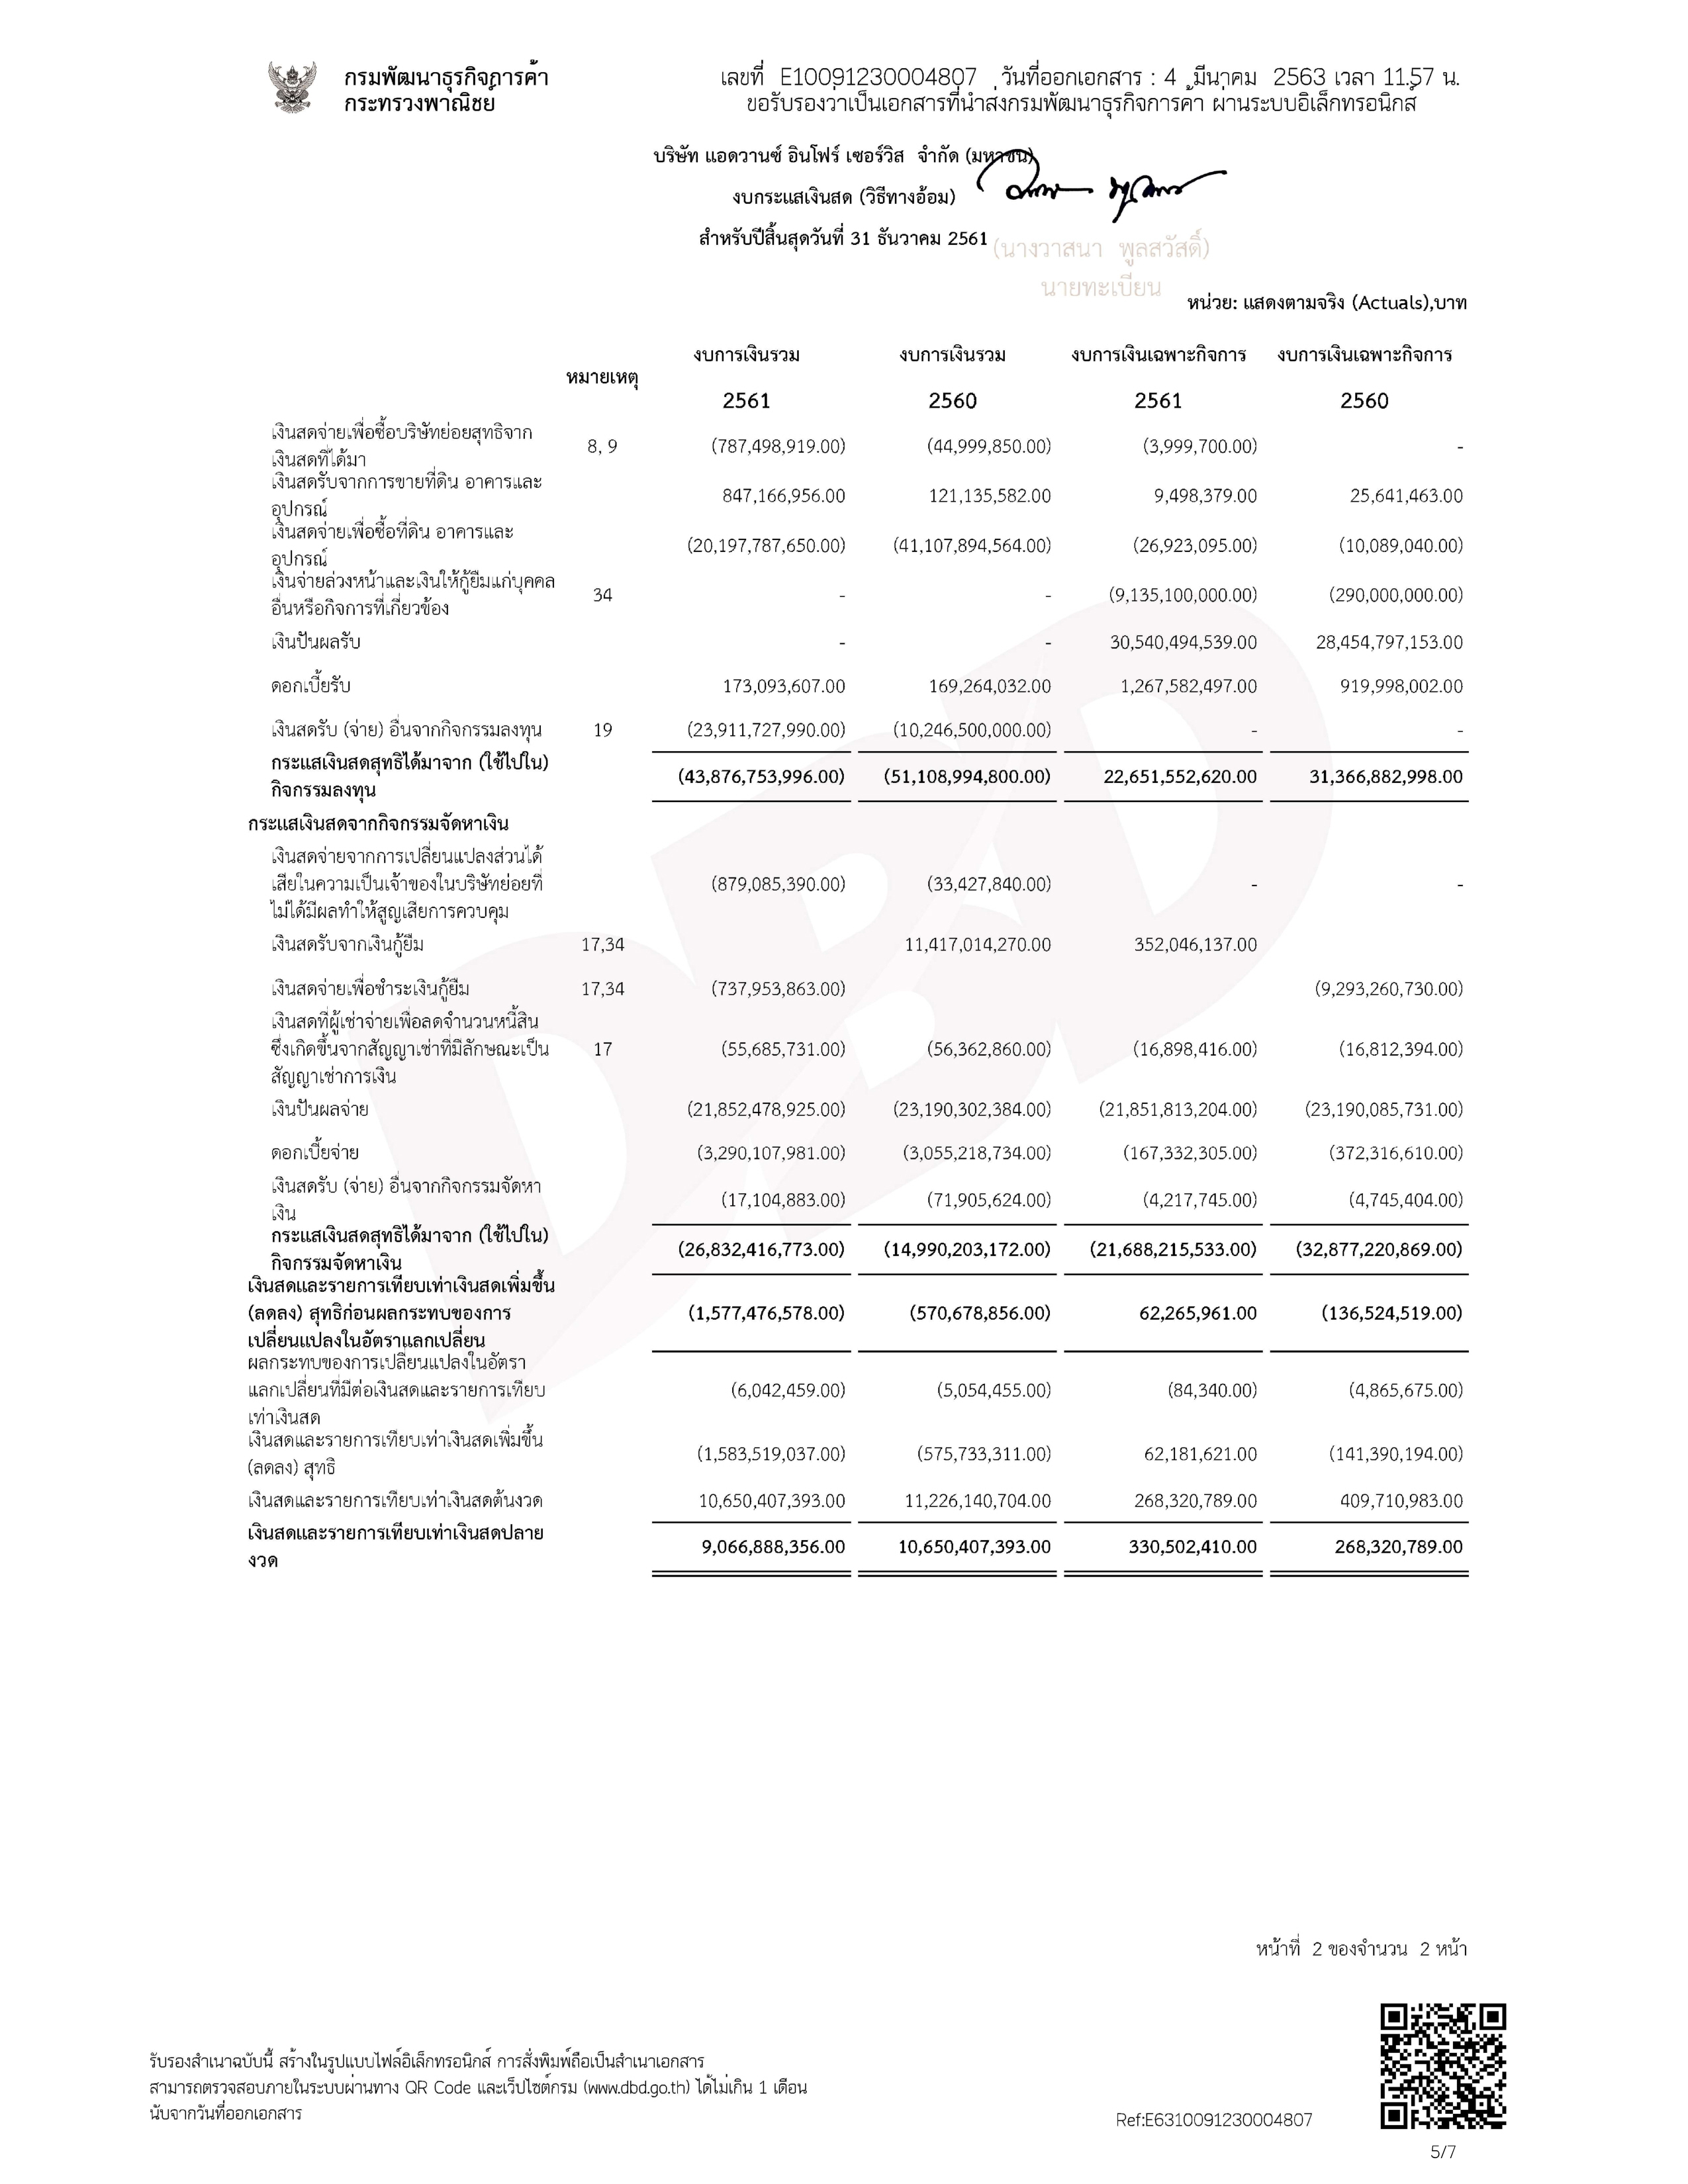 กรมพัฒนาธุรกิจการค้า
กระทรวงพาณิชย์
เลขที่ E10091230004807 วันที่ออกเอกสาร : 4 มีนาคม 2563 เวลา 11.57 น.
ขอรับรองว่าเป็นเอกสารที่นำส่งกรมพัฒนาธุรกิจการค้า ผ่านระบบอิเล็กทรอนิกส์
บริษัท แอดวานซ์ อินโฟร์ เซอร์วิส จำกัด (มหาชน)
งบกระแสเงินสด (วิธีทางอ้อม)
สำหรับปีสิ้นสุดวันที่ 31 ธันวาคม 2561
(นางวาสนา พูลสวัสดิ์)
นายทะเบียน
หน่วย: แสดงตามจริง (Actuals),บาท
หมายเหตุ งบการเงินรวม งบการเงินรวม งบการเงินเฉพาะกิจการ งบการเงินเฉพาะกิจการ
2561 2560 2561 2560
เงินสดจ่ายเพื่อซื้อบริษัทย่อยสุทธิจาก
เงินสดที่ได้มา 8, 9 (787,498,919.00) (44,999,850.00) (3,999,700.00) -
เงินสดรับจากการขายที่ดิน อาคารและ
อุปกรณ์ 847,166,956.00 121,135,582.00 9,498,379.00 25,641,463.00
เงินสดจ่ายเพื่อซื้อที่ดิน อาคารและ
อุปกรณ์ (20,197,787,650.00) (41,107,894,564.00) (26,923,095.00) (10,089,040.00)
เงินจ่ายล่วงหน้าและเงินให้กู้ยืมแก่บุคคล
อื่นหรือกิจการที่เกี่ยวข้อง 34 - - (9,135,100,000.00) (290,000,000.00)
เงินปันผลรับ - - 30,540,494,539.00 28,454,797,153.00
ดอกเบี้ยรับ 173,093,607.00 169,264,032.00 1,267,582,497.00 919,998,002.00
เงินสดรับ (จ่าย) อื่นจากกิจกรรมลงทุน 19 (23,911,727,990.00) (10,246,500,000.00) - -
กระแสเงินสดสุทธิได้มาจาก (ใช้ไปใน)
กิจกรรมลงทุน (43,876,753,996.00) (51,108,994,800.00) 22,651,552,620.00 31,366,882,998.00
กระแสเงินสดจากกิจกรรมจัดหาเงิน
เงินสดจ่ายจากการเปลี่ยนแปลงส่วนได้
เสียในความเป็นเจ้าของในบริษัทย่อยที่ (879,085,390.00) (33,427,840.00) - -
ไม่ได้มีผลทำให้สูญเสียการควบคุม
เงินสดรับจากเงินกู้ยืม 17,34 11,417,014,270.00 352,046,137.00
เงินสดจ่ายเพื่อชำระเงินกู้ยืม 17,34 (737,953,863.00) (9,293,260,730.00)
เงินสดที่ผู้เช่าจ่ายเพื่อลดจำนวนหนี้สิน
ซึ่งเกิดขึ้นจากสัญญาเช่าที่มีลักษณะเป็น 17 (55,685,731.00) (56,362,860.00) (16,898,416.00) (16,812,394.00)
สัญญาเช่าการเงิน
เงินปันผลจ่าย (21,852,478,925.00) (23,190,302,384.00) (21,851,813,204.00) (23,190,085,731.00)
ดอกเบี้ยจ่าย (3,290,107,981.00) (3,055,218,734.00) (167,332,305.00) (372,316,610.00)
เงินสดรับ (จ่าย) อื่นจากกิจกรรมจัดหา
เงิน (17,104,883.00) (71,905,624.00) (4,217,745.00) (4,745,404.00)
กระแสเงินสดสุทธิได้มาจาก (ใช้ไปใน)
กิจกรรมจัดหาเงิน (26,832,416,773.00) (14,990,203,172.00) (21,688,215,533.00) (32,877,220,869.00)
เงินสดและรายการเทียบเท่าเงินสดเพิ่มขึ้น
(ลดลง) สุทธิก่อนผลกระทบของการ (1,577,476,578.00) (570,678,856.00) 62,265,961.00 (136,524,519.00)
เปลี่ยนแปลงในอัตราแลกเปลี่ยน
ผลกระทบของการเปลี่ยนแปลงในอัตรา
แลกเปลี่ยนที่มีต่อเงินสดและรายการเทียบ (6,042,459.00) (5,054,455.00) (84,340.00) (4,865,675.00)
เท่าเงินสด
เงินสดและรายการเทียบเท่าเงินสดเพิ่มขึ้น
(ลดลง) สุทธิ (1,583,519,037.00) (575,733,311.00) 62,181,621.00 (141,390,194.00)
เงินสดและรายการเทียบเท่าเงินสดต้นงวด 10,650,407,393.00 11,226,140,704.00 268,320,789.00 409,710,983.00
เงินสดและรายการเทียบเท่าเงินสดปลาย
งวด 9,066,888,356.00 10,650,407,393.00 330,502,410.00 268,320,789.00
หน้าที่ 2 ของจำนวน 2 หน้า
รับรองสำเนาฉบับนี้ สร้างในรูปแบบไฟล์อิเล็กทรอนิกส์ การสั่งพิมพ์ถือเป็นสำเนาเอกสาร
สามารถตรวจสอบภายในระบบผ่านทาง QR Code และเว็ปไซต์กรม (www.dbd.go.th) ได้ไม่เกิน 1 เดือน
นับจากวันที่ออกเอกสาร
Ref:E6310091230004807
5/7
DBD